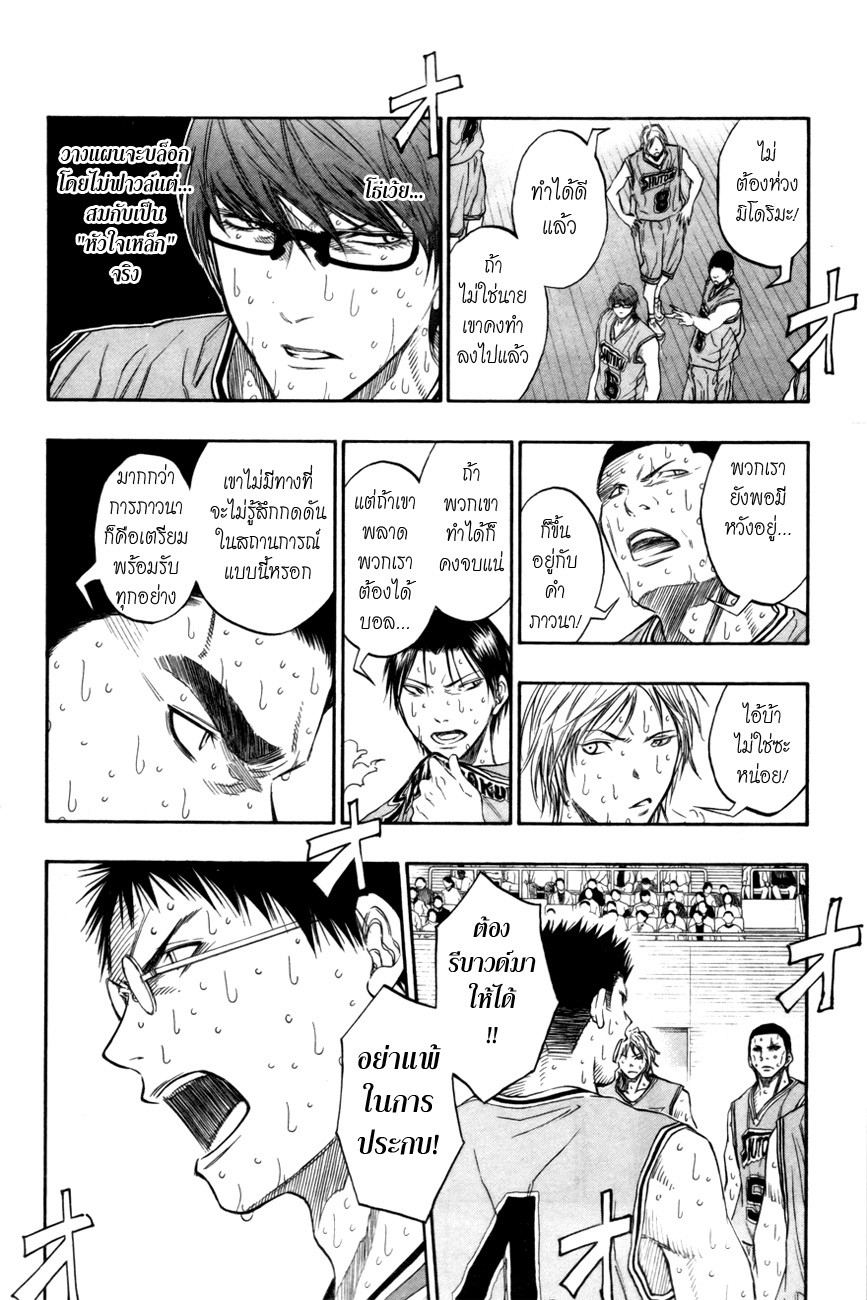 オ
ไม่
ต้องห่วง
มิโดริมะ!
ทำได้ดี
แล้ว
ถ้า
ไม่ใช่นาย
เขาคงทำ
ลงไปแล้ว
SHUTOKU
8
SHUTOKU
6
オ
โธ่เว้ย...
วางแผนจะบล็อก
โดยไม่ฟาวล์แต่...
สมกับเป็น
"หัวใจเหล็ก"
จริง
พวกเรา
ยังพอมี
หวังอยู่...
ก็ขึ้น
อยู่กับ
คำ
ภาวนา!
ไอ้บ้า
ไม่ใช่ซะ
หน่อย!
ถ้า
พวกเขา
ทำได้ก็
คงจบแน่
แต่ถ้าเขา
พลาด
พวกเรา
ต้องได้
บอล...
เขาไม่มีทางที่
จะไม่รู้สึกกดดัน
ในสถานการณ์
แบบนี้หรอก
มากกว่า
การภาวนา
ก็คือเตรียม
พร้อมรับ
ทุกอย่าง
オ
オ
ต้อง
รีบาวด์มา
ให้ได้
!!
อย่าแพ้
ในการ
ประกบ!
SHUTOKU
5
4
オ
オ